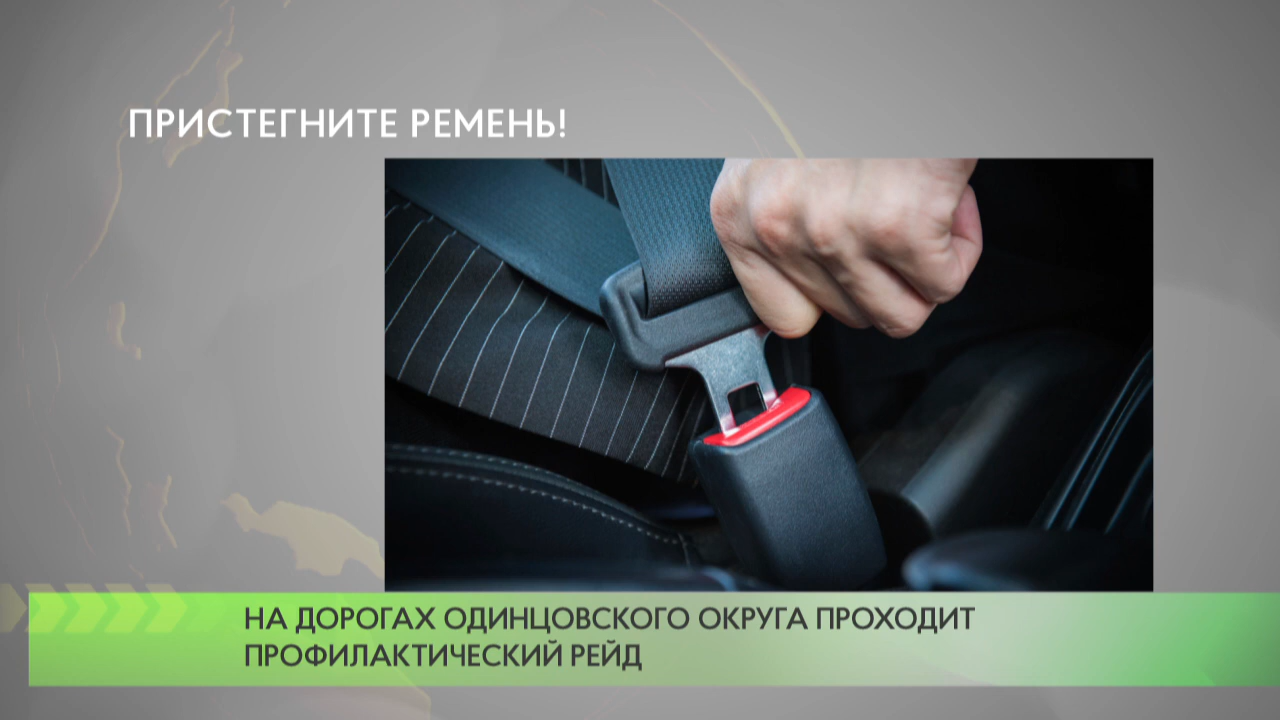 ПРИСТЕГНИТЕ РЕМЕНЬ!
НА ДОРОГАХ ОДИНЦОВСКОГО ОКРУГА ПРОХОДИТ
ПРОФИЛАКТИЧЕСКИЙ РЕЙД